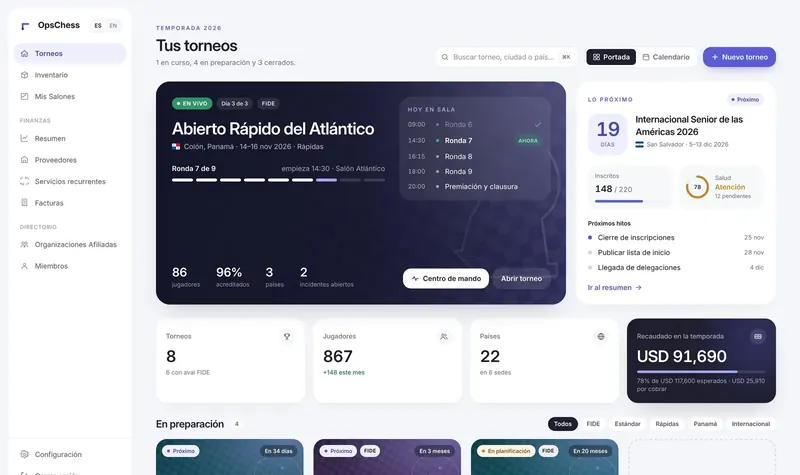 OpsChess
ES EN
Torneos
Inventario
Mis Salones
FINANZAS
Resumen
Proveedores
Servicios recurrentes
Facturas
DIRECTORIO
Organizaciones Afiliadas
Miembros
Configuración
TEMPORADA 2026
Tus torneos
1 en curso, 4 en preparación y 3 cerrados.
Buscar torneo, ciudad o país... ⌘K
Portada
Calendario
+ Nuevo torneo
EN VIVO
Día 3 de 3
FIDE
Abierto Rápido del Atlántico
Colón, Panamá · 14–16 nov 2026 · Rápidas
Ronda 7 de 9
empieza 14:30 · Salón Atlántico
HOY EN SALA
09:00 Ronda 6
14:30 Ronda 7 AHORA
16:15 Ronda 8
18:00 Ronda 9
20:00 Premiación y clausura
86 jugadores
96% acreditados
3 países
2 incidentes abiertos
Centro de mando
Abrir torneo
LO PRÓXIMO
Próximo
19 DÍAS
Internacional Senior de las
Américas 2026
San Salvador · 5–13 dic 2026
Inscritos
148 / 220
78
Salud
Atención
12 pendientes
Próximos hitos
Cierre de inscripciones 25 nov
Publicar lista de inicio 28 nov
Llegada de delegaciones 4 dic
Ir al resumen →
Torneos
8
6 con aval FIDE
Jugadores
867
+148 este mes
Países
22
en 6 sedes
Recaudado en la temporada
USD 91,690
78% de USD 117,600 esperados · USD 25,910
por cobrar
En preparación 4
Todos FIDE Estándar Rápidas Panamá Internacional
Próximo En 34 días
Próximo FIDE En 3 meses
En planificación FIDE En 20 meses